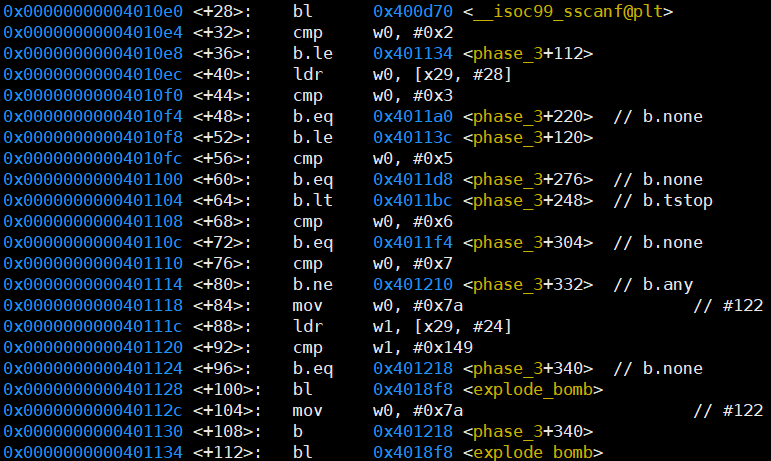 0x00000000004010e0 <+28>: bl 0x400d70 <__isoc99_sscanf@plt>
0x00000000004010e4 <+32>: cmp w0, #0x2
0x00000000004010e8 <+36>: b.le 0x401134 <phase_3+112>
0x00000000004010ec <+40>: ldr w0, [x29, #28]
0x00000000004010f0 <+44>: cmp w0, #0x3
0x00000000004010f4 <+48>: b.eq 0x4011a0 <phase_3+220> // b.none
0x00000000004010f8 <+52>: b.le 0x40113c <phase_3+120>
0x00000000004010fc <+56>: cmp w0, #0x5
0x0000000000401100 <+60>: b.eq 0x4011d8 <phase_3+276> // b.none
0x0000000000401104 <+64>: b.lt 0x4011bc <phase_3+248> // b.tstop
0x0000000000401108 <+68>: cmp w0, #0x6
0x000000000040110c <+72>: b.eq 0x4011f4 <phase_3+304> // b.none
0x0000000000401110 <+76>: cmp w0, #0x7
0x0000000000401114 <+80>: b.ne 0x401210 <phase_3+332> // b.any
0x0000000000401118 <+84>: mov w0, #0x7a // #122
0x000000000040111c <+88>: ldr w1, [x29, #24]
0x0000000000401120 <+92>: cmp w1, #0x149
0x0000000000401124 <+96>: b.eq 0x401218 <phase_3+340> // b.none
0x0000000000401128 <+100>: bl 0x4018f8 <explode_bomb>
0x000000000040112c <+104>: mov w0, #0x7a // #122
0x0000000000401130 <+108>: b 0x401218 <phase_3+340>
0x0000000000401134 <+112>: bl 0x4018f8 <explode_bomb>